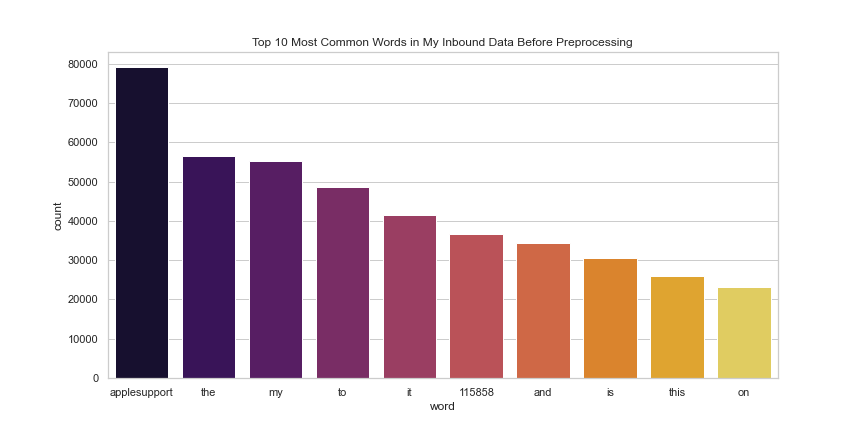 Top 10 Most Common Words in My Inbound Data Before Preprocessing
80000
70000
60000
50000
40000
30000
20000
10000
0
count
applesupport the my to it 115858 and is this on
word